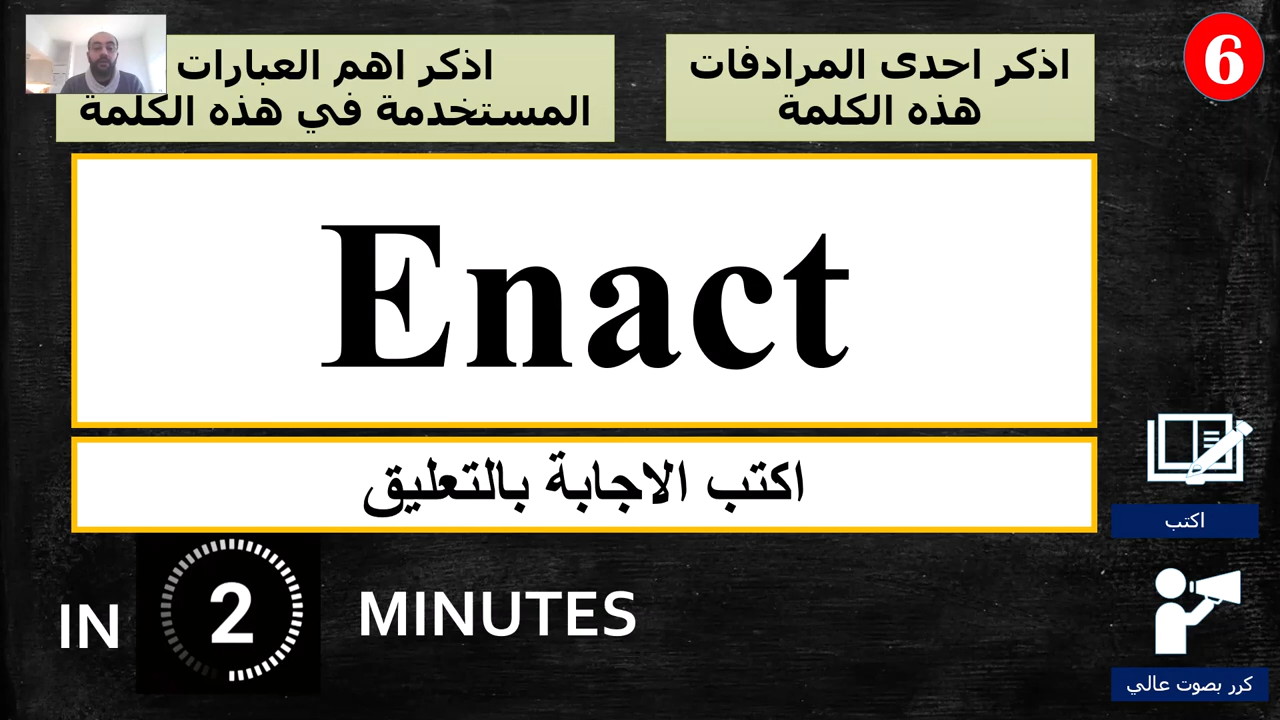 اذكر احدى المرادفات
هذه الكلمة
اذكر اهم العبارات
المستخدمة في هذه الكلمة
6
Enact
اكتب الاجابة بالتعليق
اكتب
IN 2 MINUTES
كرر بصوت عالي